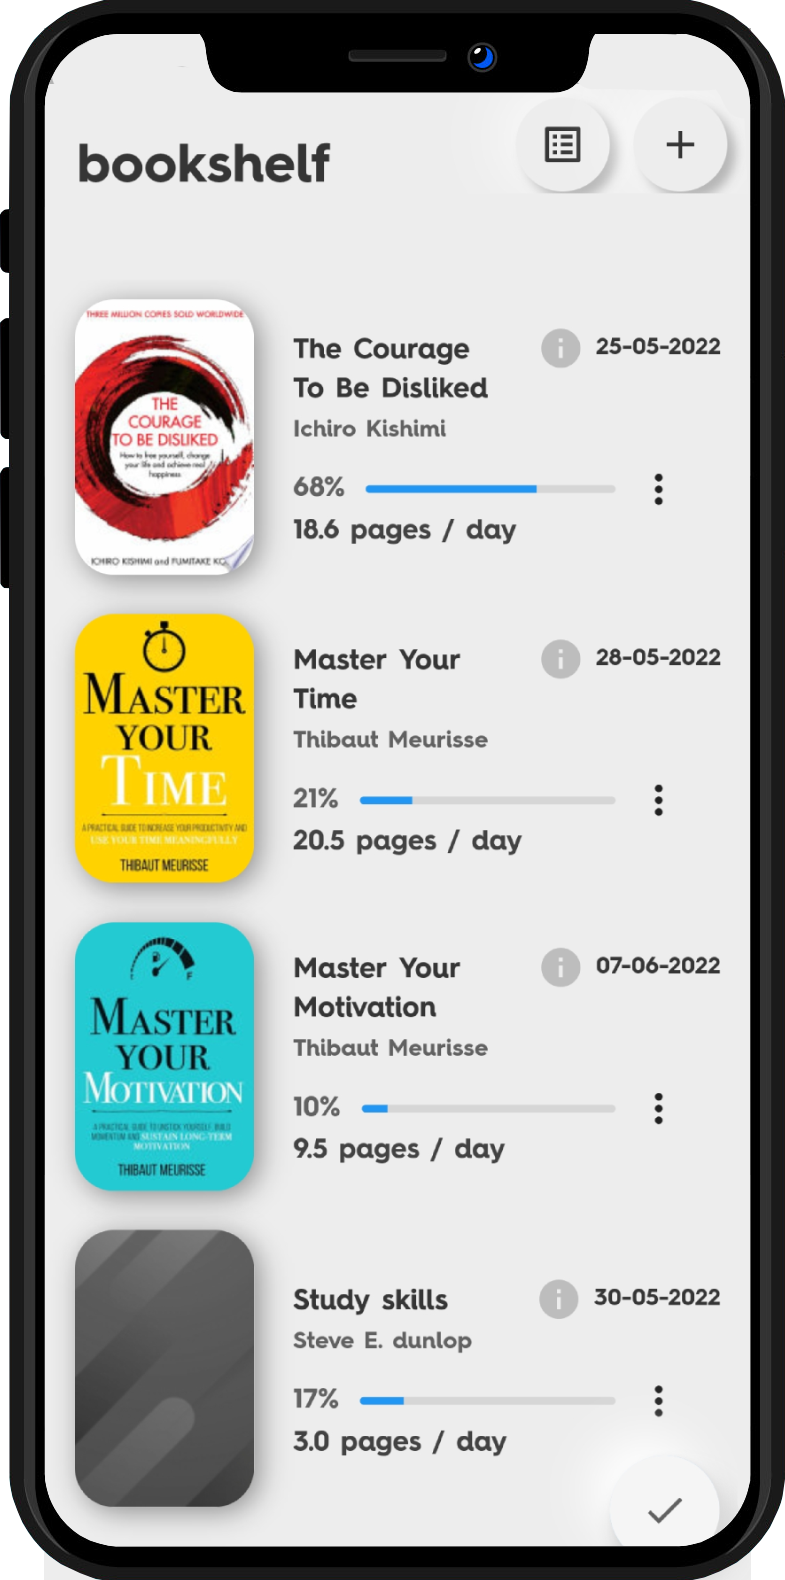 bookshelf
THREE MILLION COPIES SOLD WORLDWIDE
THE
COURAGE
TO BE DISLIKED
How to free yourself, change
your life and achieve real
happiness
ICHIRO KISHIMI and FUMITAKE
The Courage
To Be Disliked
25-05-2022
Ichiro Kishimi
68%
18.6 pages / day
MASTER
YOUR
TIME
A PRACTICAL GUIDE TO INCREASE YOUR PRODUCTIVITY AND
USE YOUR TIME MEANINGFULLY
THIBAUT MEURISSE
Master Your
Time
28-05-2022
Thibaut Meurisse
21%
20.5 pages / day
F
MASTER
YOUR
MOTIVATION
A PRACTICAL GUIDE TO UNSTICK YOURSELF, BUILD
MOMENTUM AND SUSTAIN LONG-TERM
MOTIVATION
THIBAUT MEURISSE
Master Your
Motivation
07-06-2022
Thibaut Meurisse
10%
9.5 pages / day
Study skills
30-05-2022
Steve E. dunlop
17%
3.0 pages / day